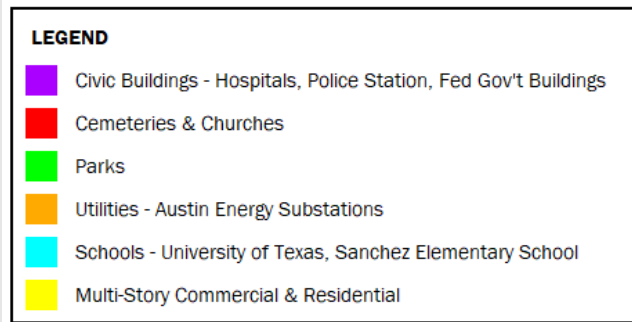 LEGEND
Civic Buildings - Hospitals, Police Station, Fed Gov't Buildings
Cemeteries & Churches
Parks
Utilities - Austin Energy Substations
Schools - University of Texas, Sanchez Elementary School
Multi-Story Commercial & Residential